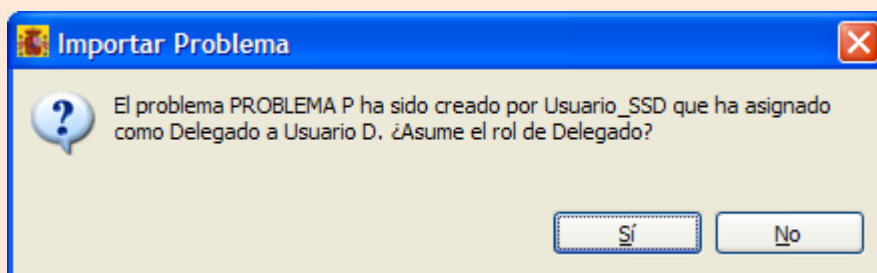 Importar Problema
El problema PROBLEMA P ha sido creado por Usuario_SSD que ha asignado
como Delegado a Usuario D. ¿Asume el rol de Delegado?
Sí
No